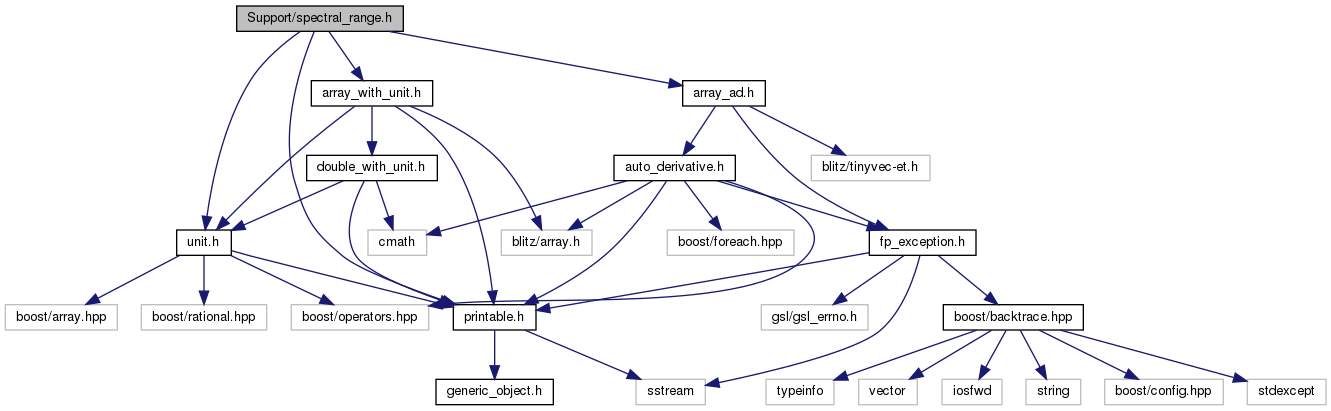 Support/spectral_range.h
array_with_unit.h
array_ad.h
double_with_unit.h
auto_derivative.h
blitz/tinyvec-et.h
unit.h
cmath
blitz/array.h
boost/foreach.hpp
fp_exception.h
boost/array.hpp
boost/rational.hpp
boost/operators.hpp
printable.h
gsl/gsl_errno.h
boost/backtrace.hpp
generic_object.h
sstream
typeinfo
vector
iosfwd
string
boost/config.hpp
stdexcept